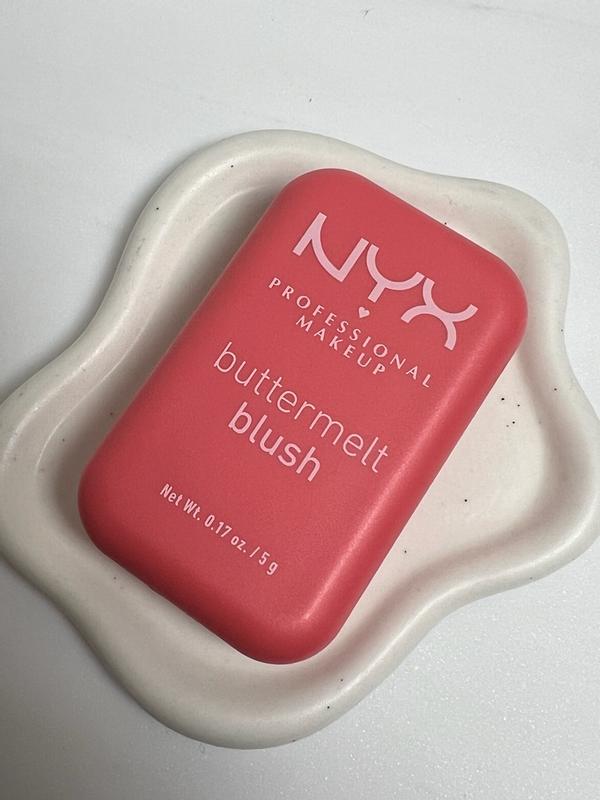 NYX
PROFESSIONAL
MAKEUP
buttermelt
blush
Net Wt. 0.17 oz. / 5 g